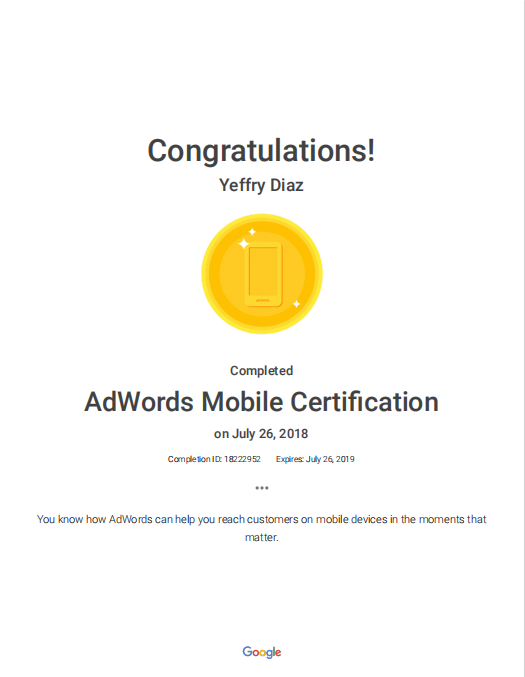 Congratulations!
Yeffry Diaz
Completed
AdWords Mobile Certification
on July 26, 2018
Completion ID: 18222952 Expires: July 26, 2019
•••
You know how AdWords can help you reach customers on mobile devices in the moments that
matter.
Google